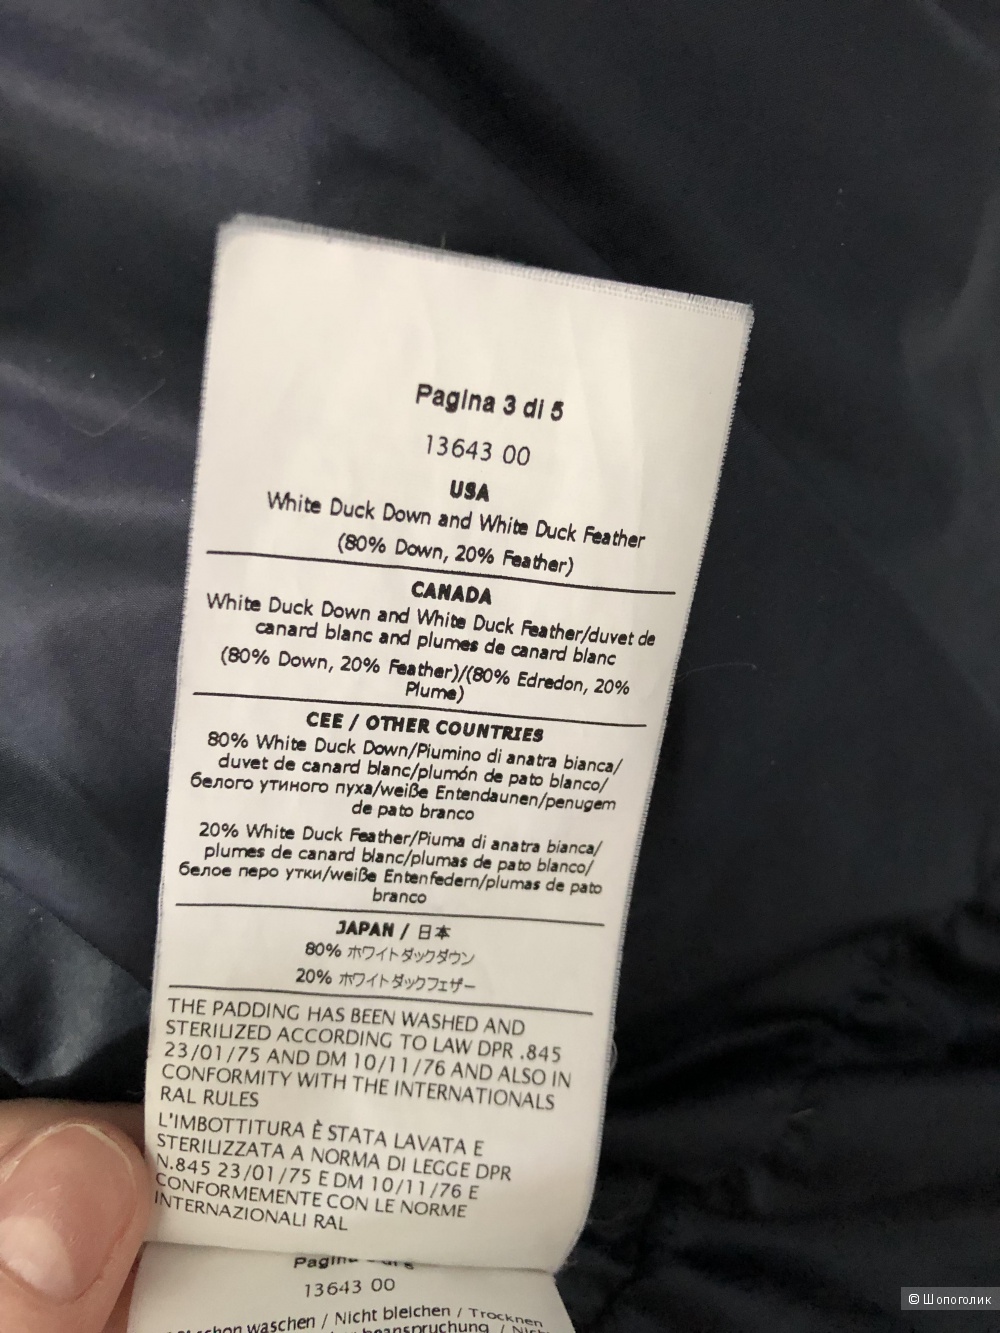 Pagina 3 di 5
13643 00
USA
White Duck Down and White Duck Feather
(80% Down, 20% Feather)
CANADA
White Duck Down and White Duck Feather/duvet de
canard blanc and plumes de canard blanc
(80% Down, 20% Feather)/(80% Edredon, 20%
Plume)
CEE / OTHER COUNTRIES
80% White Duck Down/Piumino di anatra bianca/
duvet de canard blanc/plumón de pato blanco/
белого утиного пуха/weiße Entendaunen/penugem
de pato branco
20% White Duck Feather/Piuma di anatra bianca/
plumes de canard blanc/plumas de pato blanco/
белое перо утки/weiße Entenfedern/plumas de pato
branco
JAPAN / 日本
80% ホワイトダックダウン
20% ホワイトダックフェザー
THE PADDING HAS BEEN WASHED AND
STERILIZED ACCORDING TO LAW DPR .845
23/01/75 AND DM 10/11/76 AND ALSO IN
CONFORMITY WITH THE INTERNATIONALS
RAL RULES
L'IMBOTTITURA È STATA LAVATA E
STERILIZZATA A NORMA DI LEGGE DPR
N.845 23/01/75 E DM 10/11/76 E
CONFORMEMENTE CON LE NORME
INTERNAZIONALI RAL
Pagina
13643 00
waschen / Nicht bleichen / Trocknen
© Шопоголик